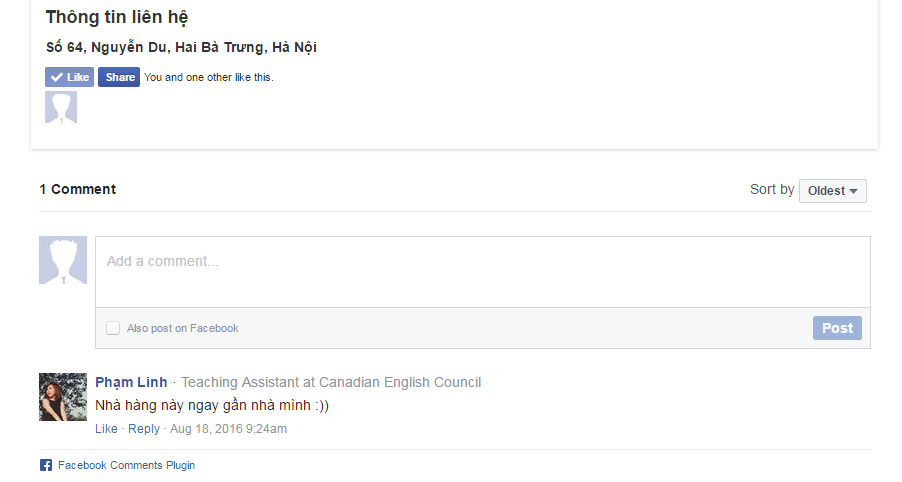 Thông tin liên hệ
Số 64, Nguyễn Du, Hai Bà Trưng, Hà Nội
Like Share You and one other like this.
1 Comment
Sort by Oldest
Add a comment...
Also post on Facebook
Post
Phạm Linh · Teaching Assistant at Canadian English Council
Nhà hàng này ngay gần nhà mình :))
Like · Reply · Aug 18, 2016 9:24am
Facebook Comments Plugin